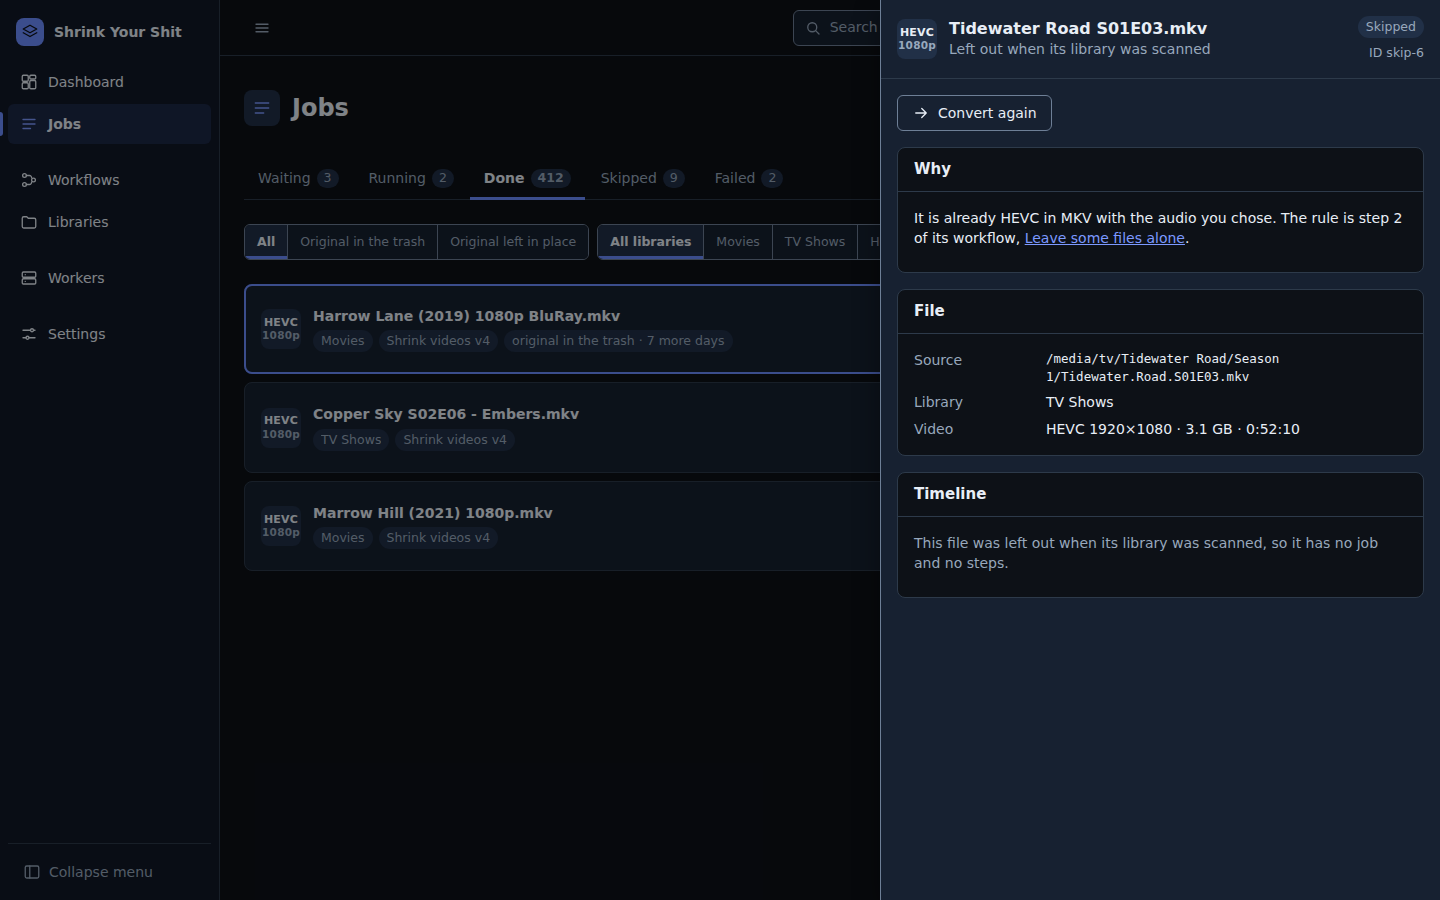 Shrink Your Shit
Dashboard
Jobs
Workflows
Libraries
Workers
Settings
Collapse menu
Search
Jobs
Waiting 3
Running 2
Done 412
Skipped 9
Failed 2
All
Original in the trash
Original left in place
All libraries
Movies
TV Shows
H
HEVC
1080p
Harrow Lane (2019) 1080p BluRay.mkv
Movies
Shrink videos v4
original in the trash · 7 more days
HEVC
1080p
Copper Sky S02E06 - Embers.mkv
TV Shows
Shrink videos v4
HEVC
1080p
Marrow Hill (2021) 1080p.mkv
Movies
Shrink videos v4
HEVC
1080p
Tidewater Road S01E03.mkv
Left out when its library was scanned
Skipped
ID skip-6
Convert again
Why
It is already HEVC in MKV with the audio you chose. The rule is step 2
of its workflow, Leave some files alone.
File
Source
/media/tv/Tidewater Road/Season
1/Tidewater.Road.S01E03.mkv
Library
TV Shows
Video
HEVC 1920×1080 · 3.1 GB · 0:52:10
Timeline
This file was left out when its library was scanned, so it has no job
and no steps.